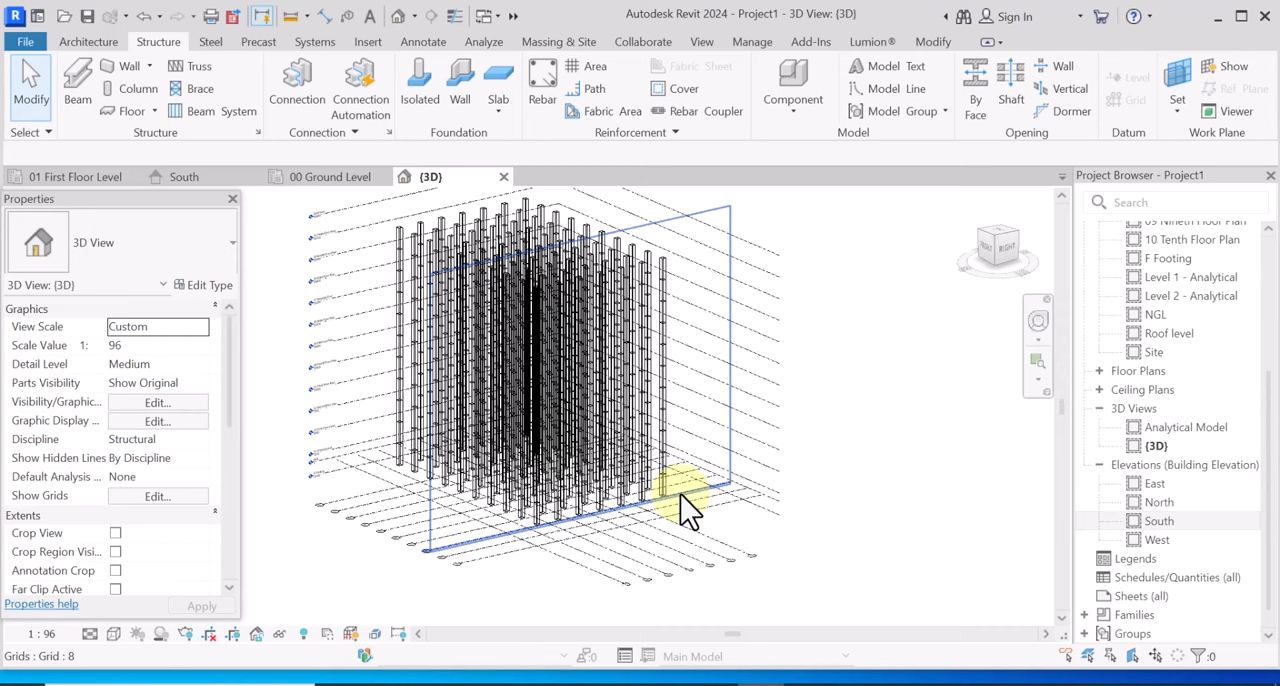 Autodesk Revit 2024 - Project1 - 3D View: {3D}
Sign In
File Architecture Structure Steel Precast Systems Insert Annotate Analyze Massing & Site Collaborate View Manage Add-Ins Lumion® Modify
Modify
Select
Beam
Wall
Column
Floor
Truss
Brace
Beam System
Structure
Connection
Connection Automation
Connection
Isolated
Wall
Slab
Foundation
Rebar
Area
Path
Fabric Area
Fabric Sheet
Cover
Rebar Coupler
Reinforcement
Component
Model Text
Model Line
Model Group
Model
By Face
Shaft
Wall
Vertical
Dormer
Opening
Level
Grid
Datum
Set
Show
Ref Plane
Viewer
Work Plane
01 First Floor Level
South
00 Ground Level
{3D}
Properties
3D View
3D View: {3D}
Edit Type
Graphics
View Scale Custom
Scale Value 1: 96
Detail Level Medium
Parts Visibility Show Original
Visibility/Graphic... Edit...
Graphic Display ... Edit...
Discipline Structural
Show Hidden Lines By Discipline
Default Analysis ... None
Show Grids Edit...
Extents
Crop View
Crop Region Visi...
Annotation Crop
Far Clip Active
Properties help
Apply
FRONT
RIGHT
Project Browser - Project1
Search
09 Nineth Floor Plan
10 Tenth Floor Plan
F Footing
Level 1 - Analytical
Level 2 - Analytical
NGL
Roof level
Site
Floor Plans
Ceiling Plans
3D Views
Analytical Model
{3D}
Elevations (Building Elevation)
East
North
South
West
Legends
Schedules/Quantities (all)
Sheets (all)
Families
Groups
1 : 96
Grids : Grid : 8
:0
Main Model
:0